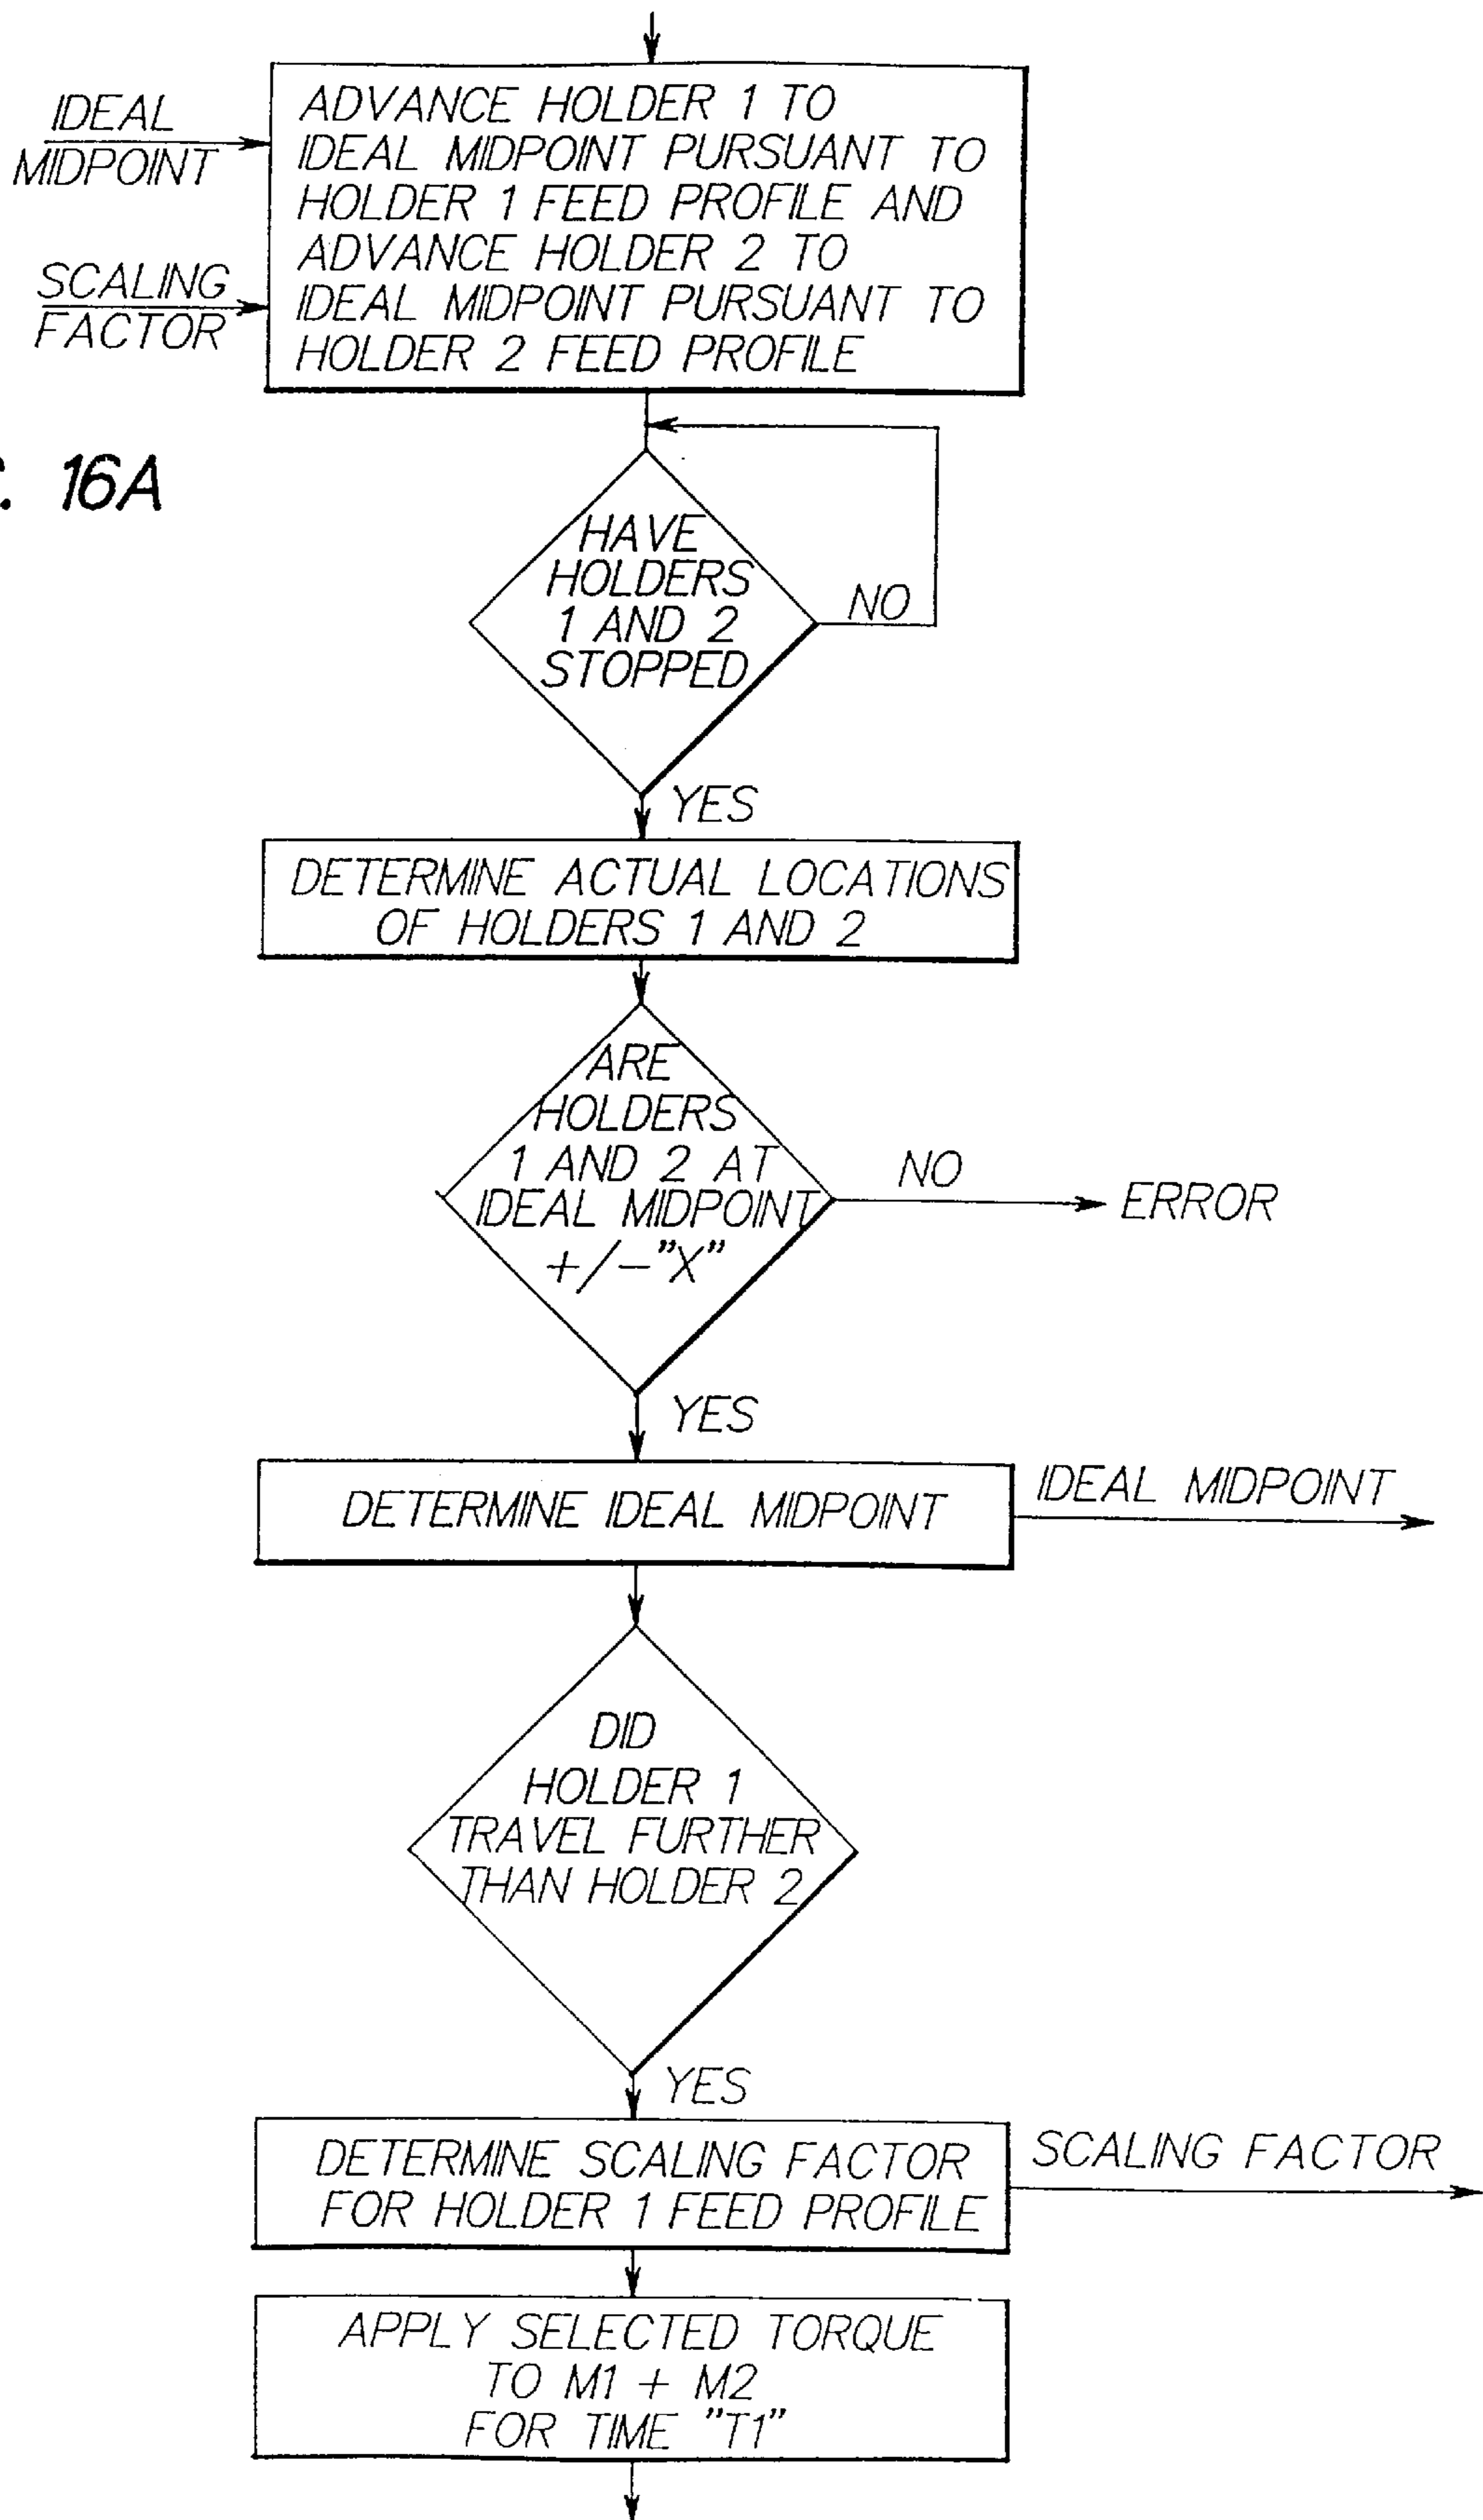 IDEAL
MIDPOINT
SCALING
FACTOR
ADVANCE HOLDER 1 TO
IDEAL MIDPOINT PURSUANT TO
HOLDER 1 FEED PROFILE AND
ADVANCE HOLDER 2 TO
IDEAL MIDPOINT PURSUANT TO
HOLDER 2 FEED PROFILE
16A
HAVE
HOLDERS
1 AND 2
STOPPED
NO
YES
DETERMINE ACTUAL LOCATIONS
OF HOLDERS 1 AND 2
ARE
HOLDERS
1 AND 2 AT
IDEAL MIDPOINT
+/-"X"
NO
ERROR
YES
DETERMINE IDEAL MIDPOINT
IDEAL MIDPOINT
DID
HOLDER 1
TRAVEL FURTHER
THAN HOLDER 2
YES
DETERMINE SCALING FACTOR
FOR HOLDER 1 FEED PROFILE
SCALING FACTOR
APPLY SELECTED TORQUE
TO M1 + M2
FOR TIME "T1"